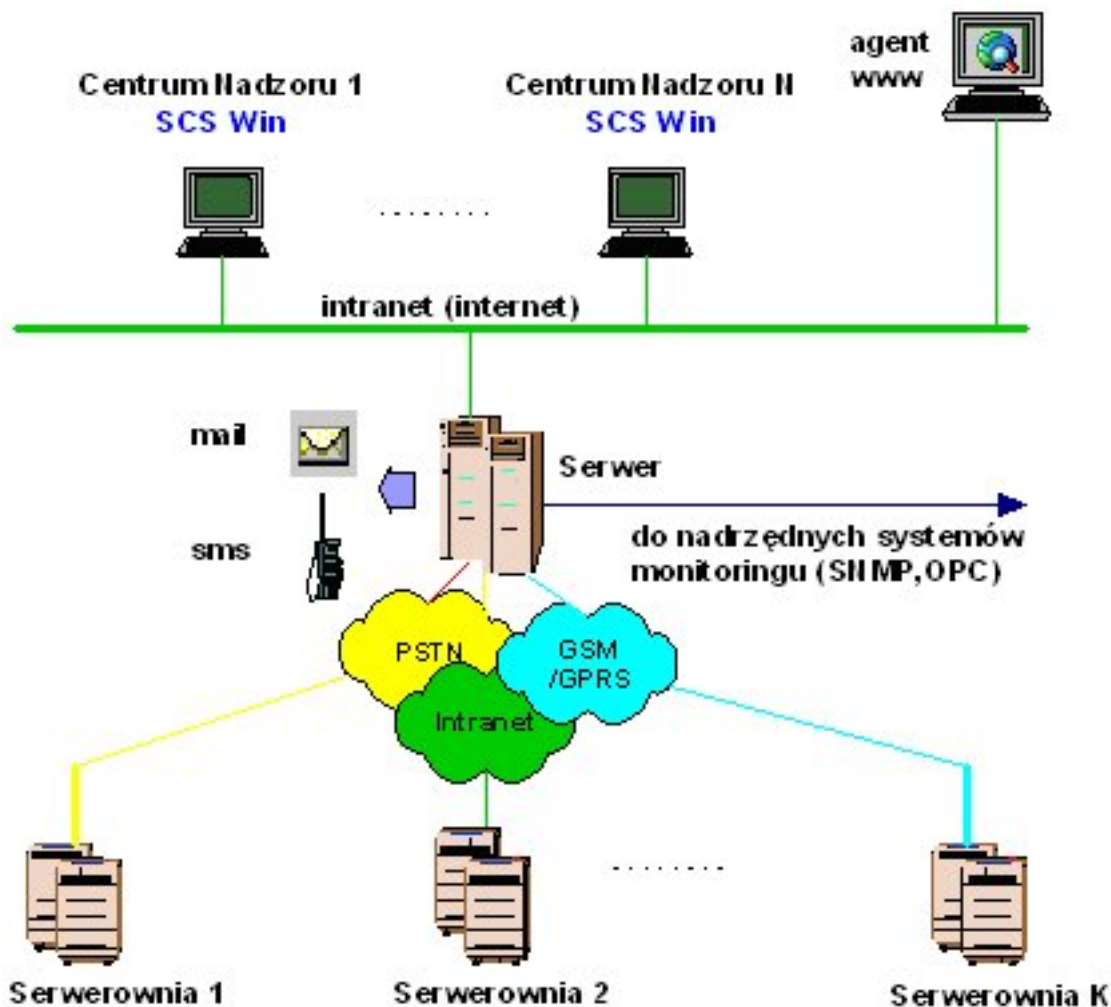 agent
www
Centrum Nadzoru 1
SCS Win
Centrum Nadzoru N
SCS Win
intranet (internet)
mail
sms
Serwer
do nadrzędnych systemów
monitoringu (SNMP,OPC)
PSTN
GSM
/GPRS
Intranet
Serwerownia 1
Serwerownia 2
Serwerownia K